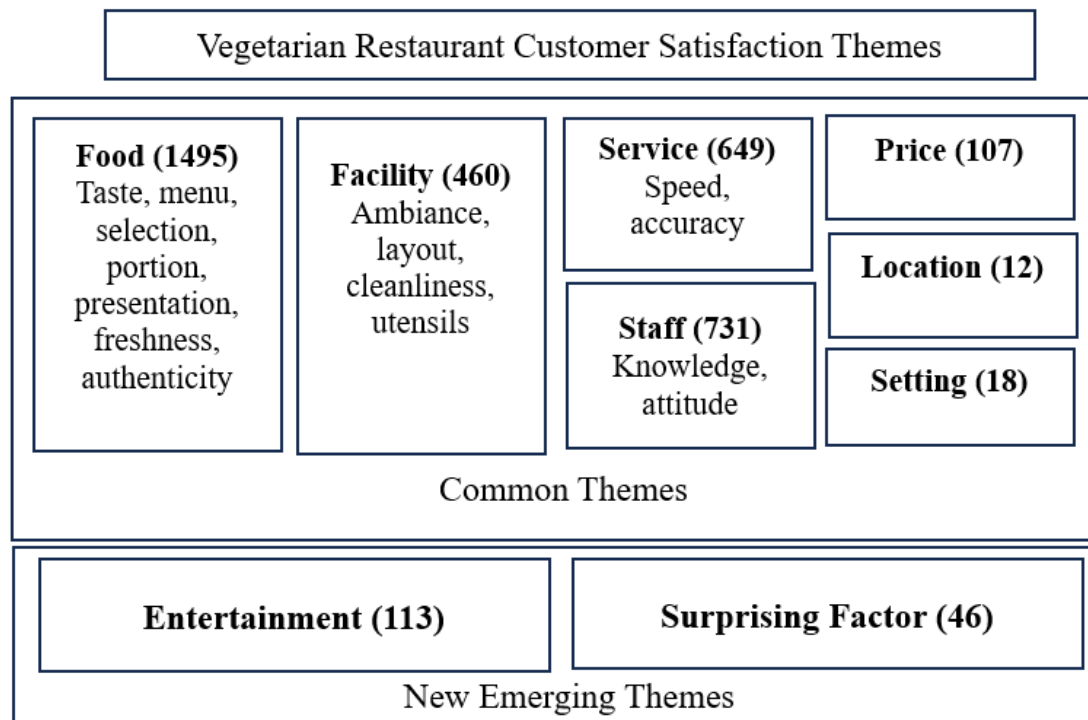 Vegetarian Restaurant Customer Satisfaction Themes
Food (1495)
Taste, menu,
selection,
portion,
presentation,
freshness,
authenticity
Facility (460)
Ambiance,
layout,
cleanliness,
utensils
Service (649)
Speed,
accuracy
Staff (731)
Knowledge,
attitude
Price (107)
Location (12)
Setting (18)
Common Themes
Entertainment (113)
Surprising Factor (46)
New Emerging Themes